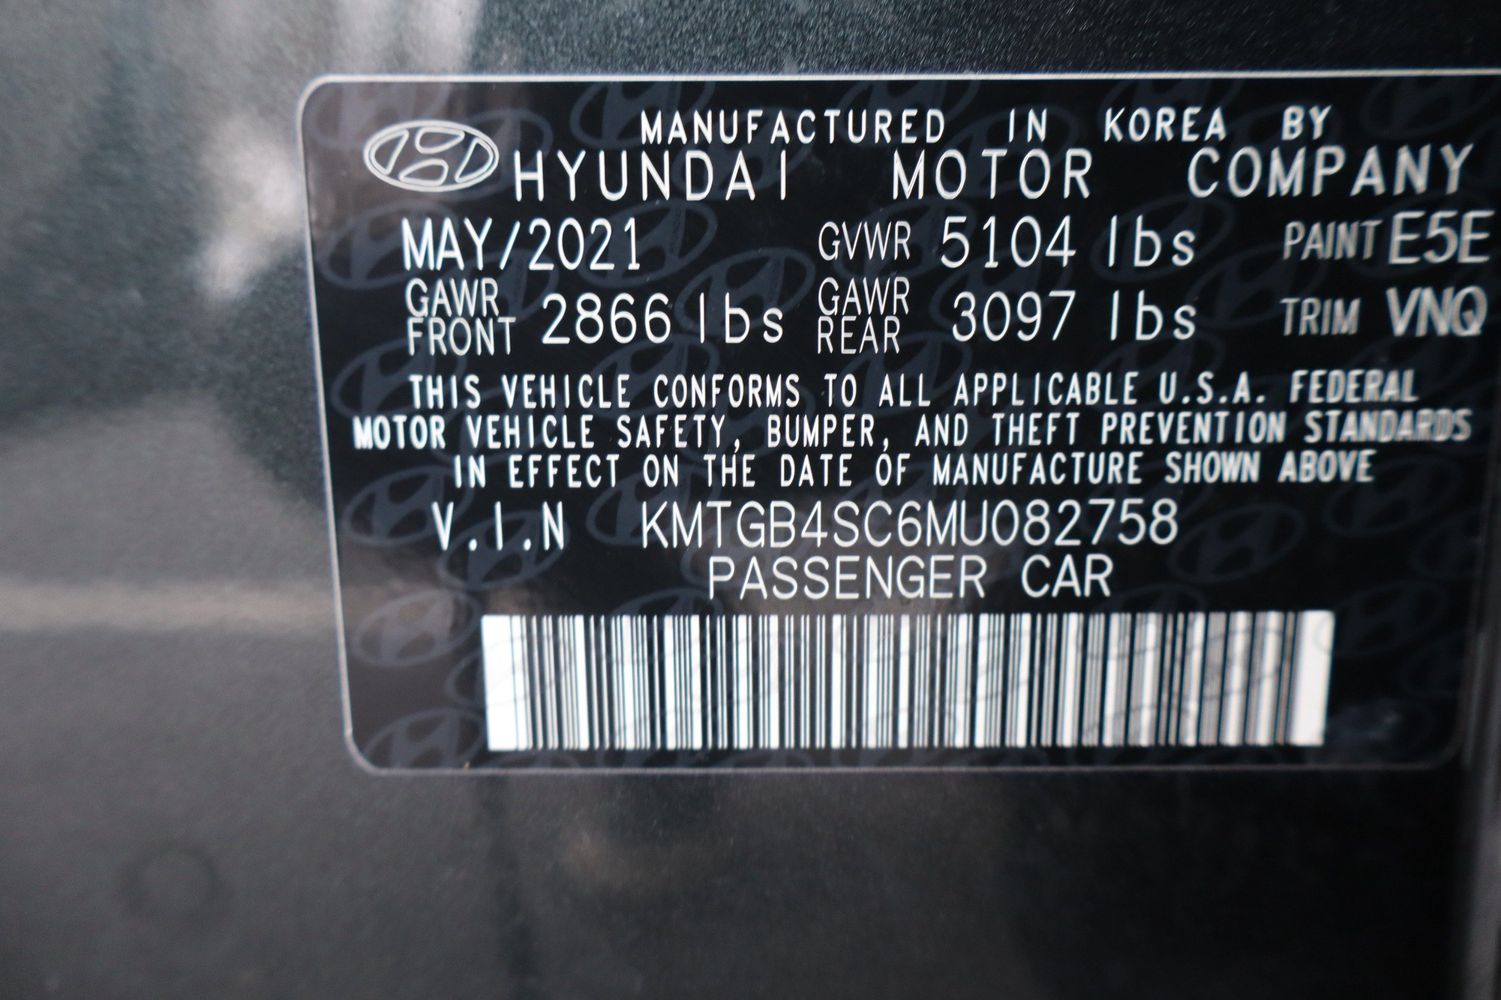 MANUFACTURED IN KOREA BY
HYUNDAI MOTOR COMPANY
MAY/2021 GVWR 5104 lbs PAINT E5E
GAWR FRONT 2866 lbs GAWR REAR 3097 lbs TRIM VNQ
THIS VEHICLE CONFORMS TO ALL APPLICABLE U.S.A. FEDERAL
MOTOR VEHICLE SAFETY, BUMPER, AND THEFT PREVENTION STANDARDS
IN EFFECT ON THE DATE OF MANUFACTURE SHOWN ABOVE
V.I.N KMTGB4SC6MU082758
PASSENGER CAR